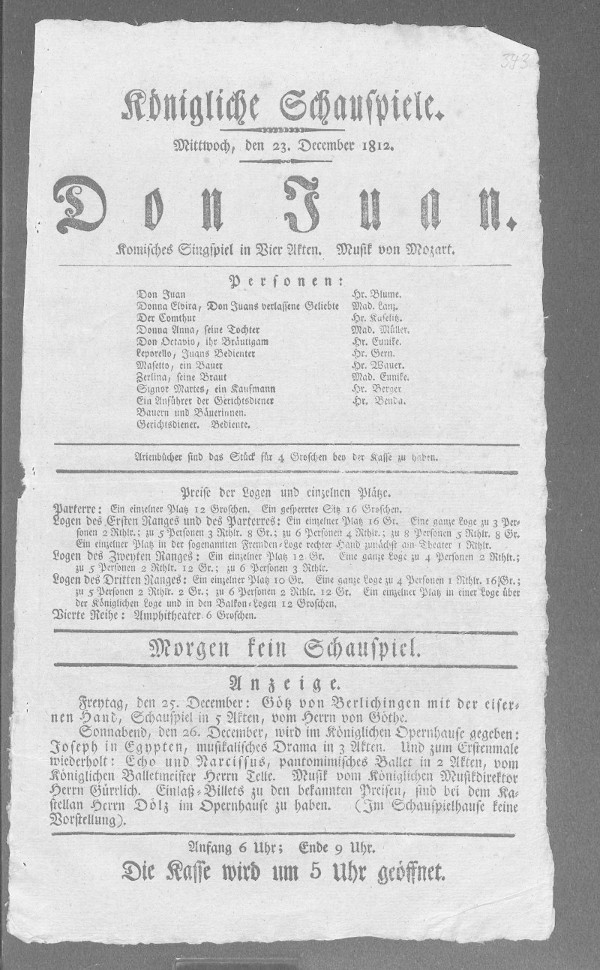 343
Königliche Schauspiele.
Mittwoch, den 23. December 1812.
Don Juan.
Komisches Singspiel in Vier Akten. Musik von Mozart.
Personen:
Don Juan Hr. Blume.
Donna Elvira, Don Juans verlassene Geliebte Mad. Lanz.
Der Comthur Hr. Kaselitz.
Donna Anna, seine Tochter Mad. Müller.
Don Octavio, ihr Bräutigam Hr. Eunike.
Leporello, Juans Bedienter Hr. Gern.
Masetto, ein Bauer Hr. Wauer.
Zerlina, seine Braut Mad. Eunike.
Signor Martes, ein Kaufmann Hr. Berger
Ein Anführer der Gerichtsdiener Hr. Benda.
Bauern und Bäuerinnen.
Gerichtsdiener. Bediente.
Arienbücher sind das Stück für 4 Groschen bey der Kasse zu haben.
Preise der Logen und einzelnen Plätze.
Parterre: Ein einzelner Platz 12 Groschen. Ein gesperrter Sitz 16 Groschen.
Logen des Ersten Ranges und des Parterres: Ein einzelner Platz 16 Gr. Eine ganze Loge zu 3 Per-
sonen 2 Rthlr.; zu 5 Personen 3 Rthlr. 8 Gr.; zu 6 Personen 4 Rthlr.; zu 8 Personen 5 Rthlr. 8 Gr.
Ein einzelner Platz in der sogenannten Fremden-Loge rechter Hand zunächst am Theater 1 Rthlr.
Logen des Zweyten Ranges: Ein einzelner Platz 12 Gr. Eine ganze Loge zu 4 Personen 2 Rthlr.;
zu 5 Personen 2 Rthlr. 12 Gr.; zu 6 Personen 3 Rthlr.
Logen des Dritten Ranges: Ein einzelner Platz 10 Gr. Eine ganze Loge zu 4 Personen 1 Rthlr. 16 Gr.;
zu 5 Personen 2 Rthlr. 2 Gr.; zu 6 Personen 2 Rthlr. 12 Gr. Ein einzelner Platz in einer Loge über
der Königlichen Loge und in den Balkon-Logen 12 Groschen.
Vierte Reihe: Amphitheater 6 Groschen.
Morgen kein Schauspiel.
Anzeige.
Freytag, den 25. December: Götz von Berlichingen mit der eiser-
nen Hand, Schauspiel in 5 Akten, vom Herrn von Göthe.
Sonnabend, den 26. December, wird im Königlichen Opernhause gegeben:
Joseph in Egypten, musikalisches Drama in 3 Akten. Und zum Erstenmale
wiederholt: Echo und Narcissus, pantomimisches Ballet in 2 Akten, vom
Königlichen Balletmeister Herrn Telle. Musik vom Königlichen Musikdirektor
Herrn Gürrlich. Einlaß-Billets zu den bekannten Preisen, sind bei dem Ka-
stellan Herrn Dölz im Opernhause zu haben. (Im Schauspielhause keine
Vorstellung).
Anfang 6 Uhr; Ende 9 Uhr.
Die Kasse wird um 5 Uhr geöffnet.